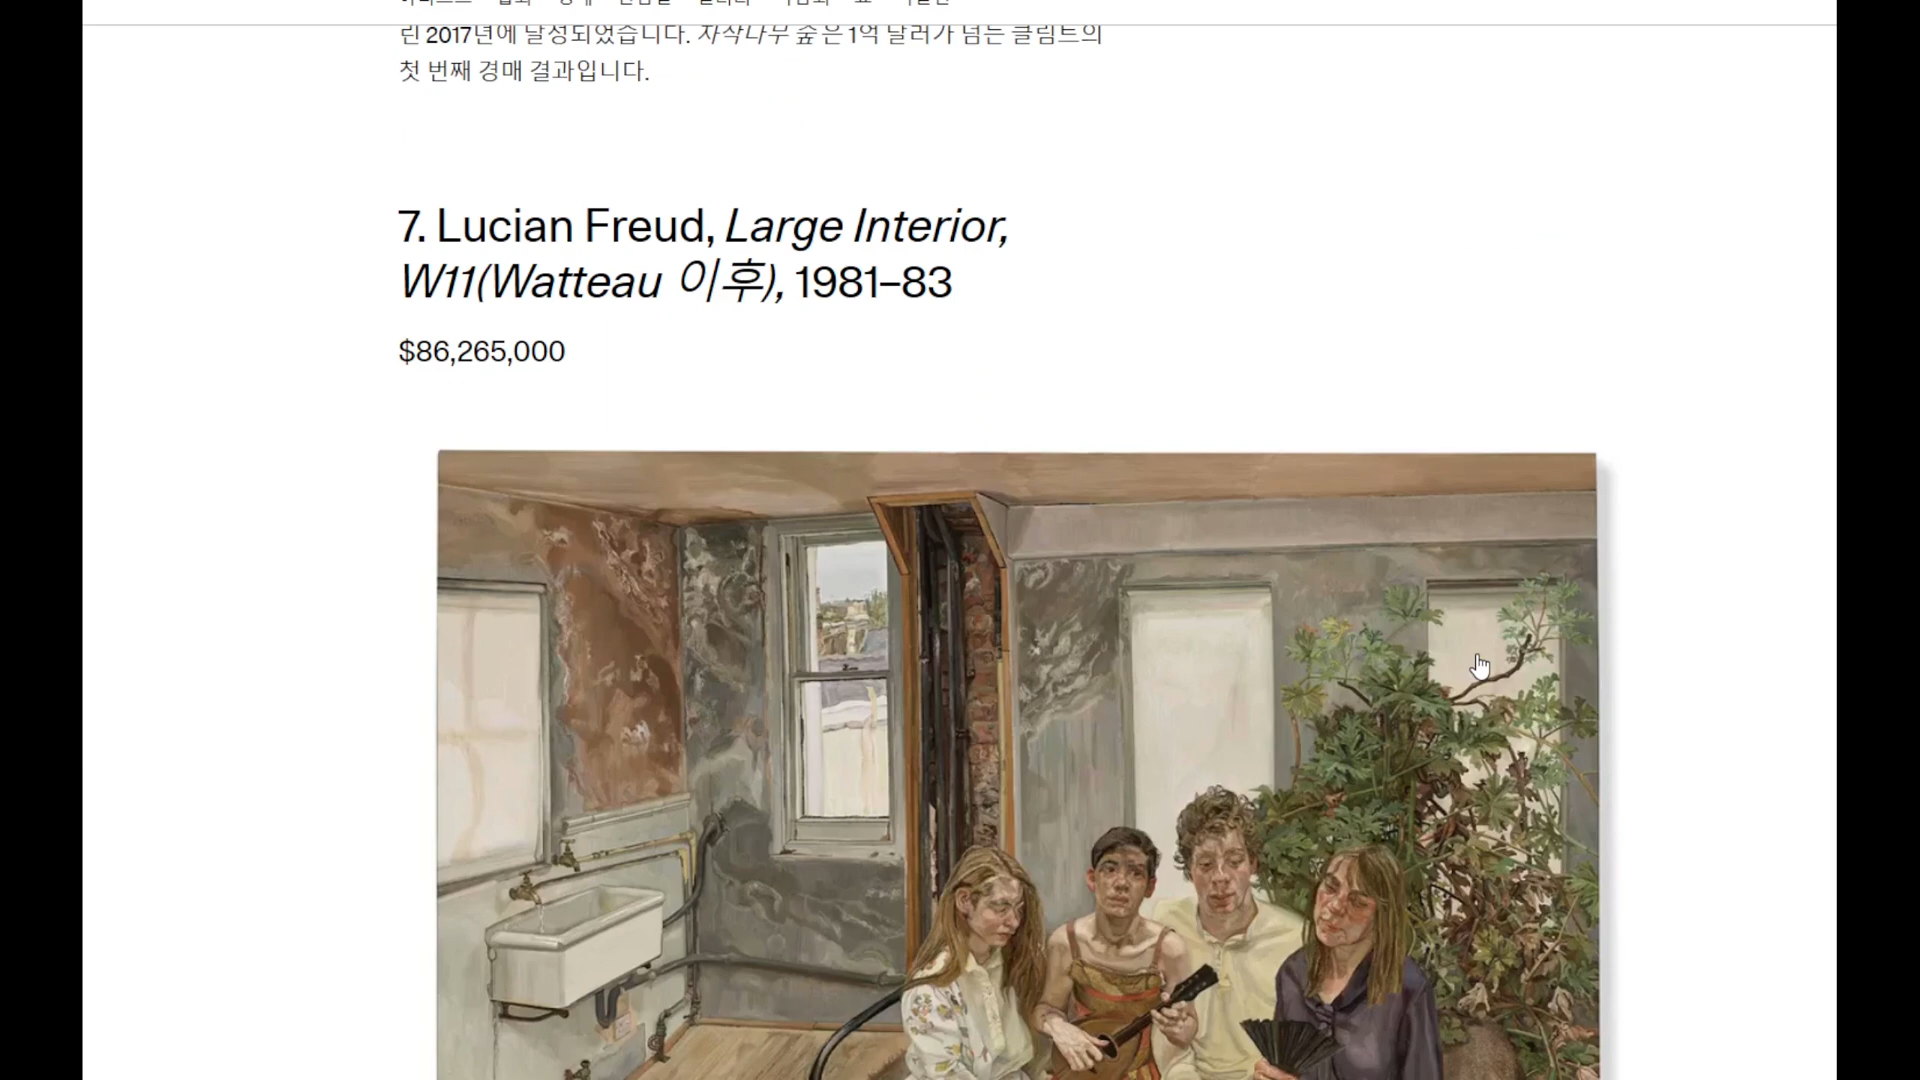 린 2017년에 달성되었습니다. 자작나무 숲은 1억 달러가 넘는 클림트의
첫 번째 경매 결과입니다.
7. Lucian Freud, Large Interior,
W11(Watteau 이후), 1981–83
$86,265,000